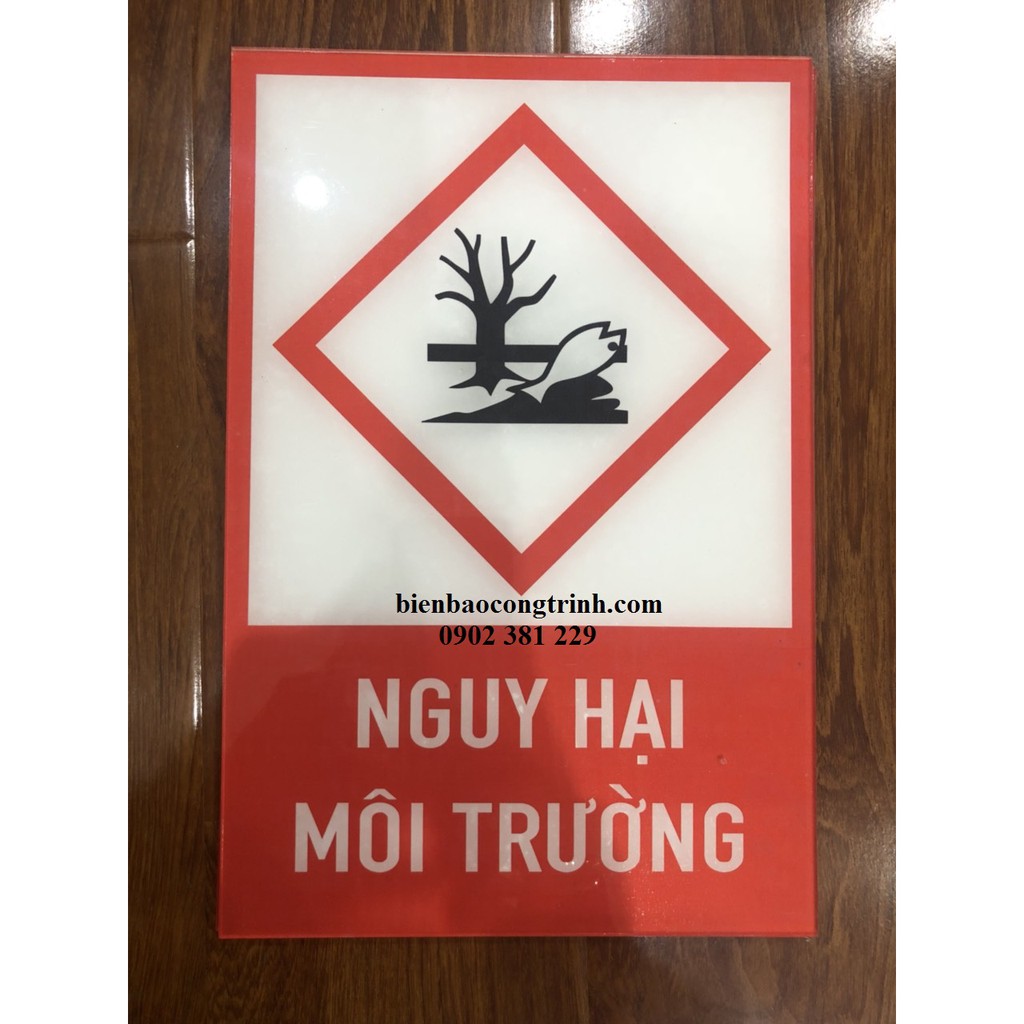 bienbaocongtrinh.com
0902 381 229
NGUY HẠI
MÔI TRƯỜNG